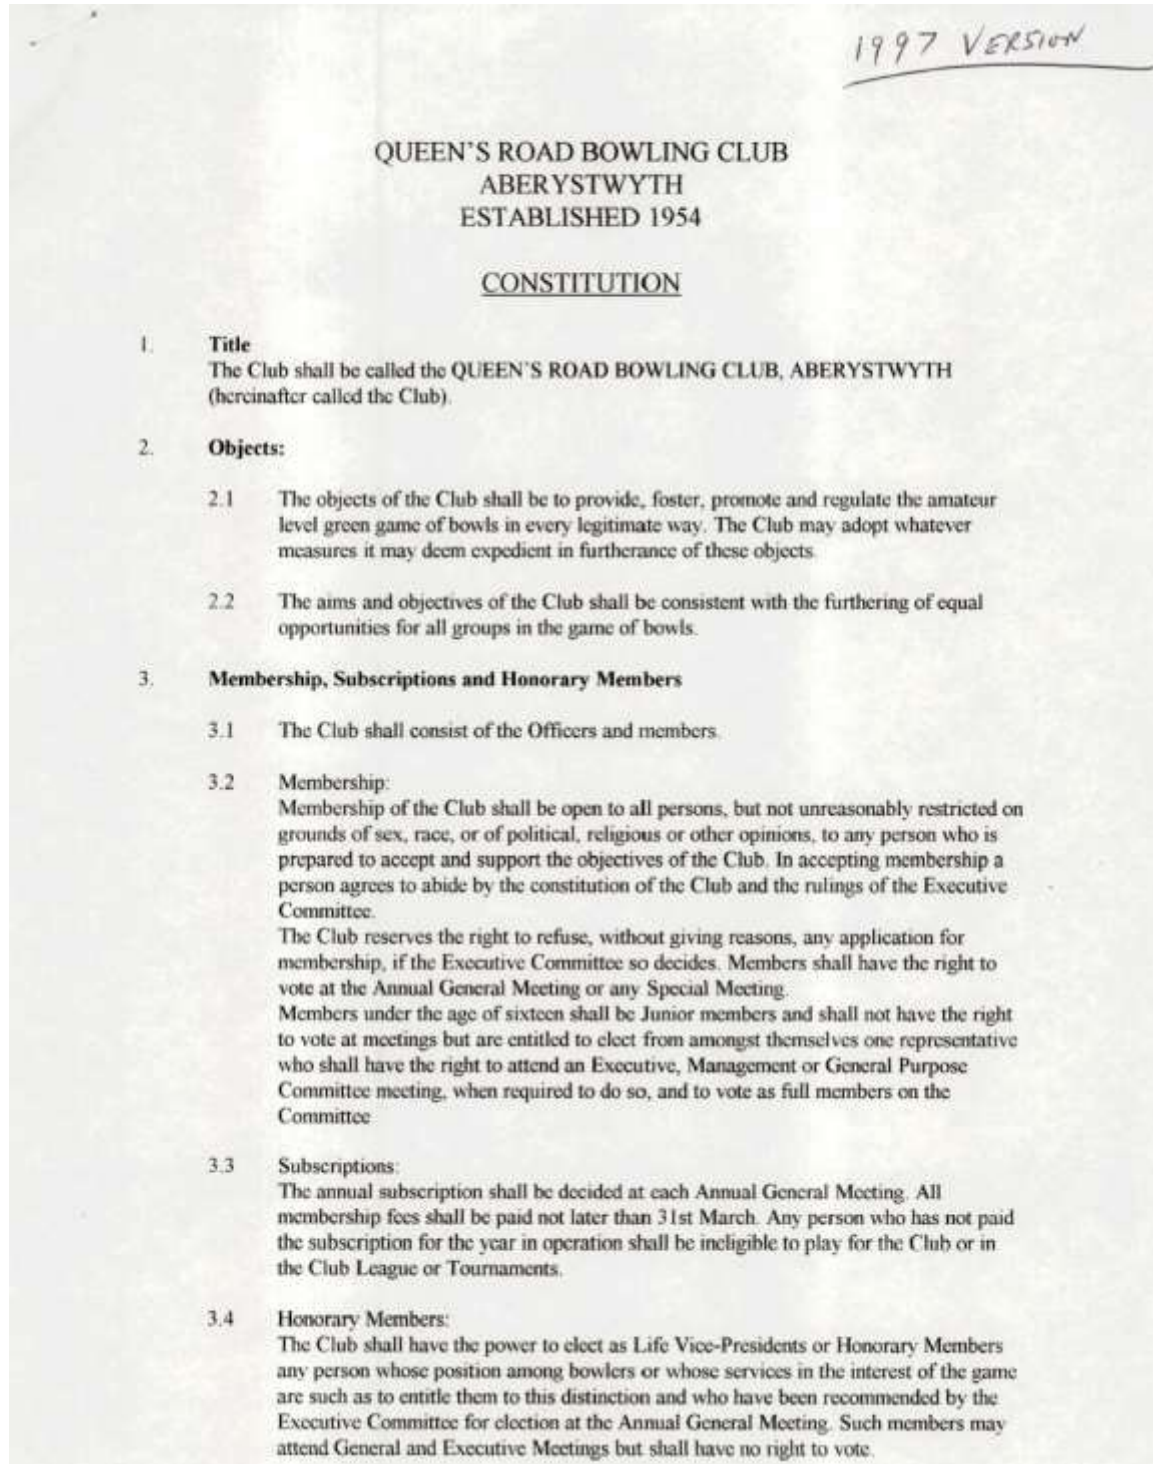 1997 VERSION
QUEEN'S ROAD BOWLING CLUB
ABERYSTWYTH
ESTABLISHED 1954
CONSTITUTION
1. Title
The Club shall be called the QUEEN'S ROAD BOWLING CLUB, ABERYSTWYTH
(hereinafter called the Club).
2. Objects:
2.1 The objects of the Club shall be to provide, foster, promote and regulate the amateur
level green game of bowls in every legitimate way. The Club may adopt whatever
measures it may deem expedient in furtherance of these objects.
2.2 The aims and objectives of the Club shall be consistent with the furthering of equal
opportunities for all groups in the game of bowls.
3. Membership, Subscriptions and Honorary Members
3.1 The Club shall consist of the Officers and members.
3.2 Membership:
Membership of the Club shall be open to all persons, but not unreasonably restricted on
grounds of sex, race, or of political, religious or other opinions, to any person who is
prepared to accept and support the objectives of the Club. In accepting membership a
person agrees to abide by the constitution of the Club and the rulings of the Executive
Committee.
The Club reserves the right to refuse, without giving reasons, any application for
membership, if the Executive Committee so decides. Members shall have the right to
vote at the Annual General Meeting or any Special Meeting.
Members under the age of sixteen shall be Junior members and shall not have the right
to vote at meetings but are entitled to elect from amongst themselves one representative
who shall have the right to attend an Executive, Management or General Purpose
Committee meeting, when required to do so, and to vote as full members on the
Committee
3.3 Subscriptions:
The annual subscription shall be decided at each Annual General Meeting. All
membership fees shall be paid not later than 31st March. Any person who has not paid
the subscription for the year in operation shall be ineligible to play for the Club or in
the Club League or Tournaments.
3.4 Honorary Members:
The Club shall have the power to elect as Life Vice-Presidents or Honorary Members
any person whose position among bowlers or whose services in the interest of the game
are such as to entitle them to this distinction and who have been recommended by the
Executive Committee for election at the Annual General Meeting. Such members may
attend General and Executive Meetings but shall have no right to vote.